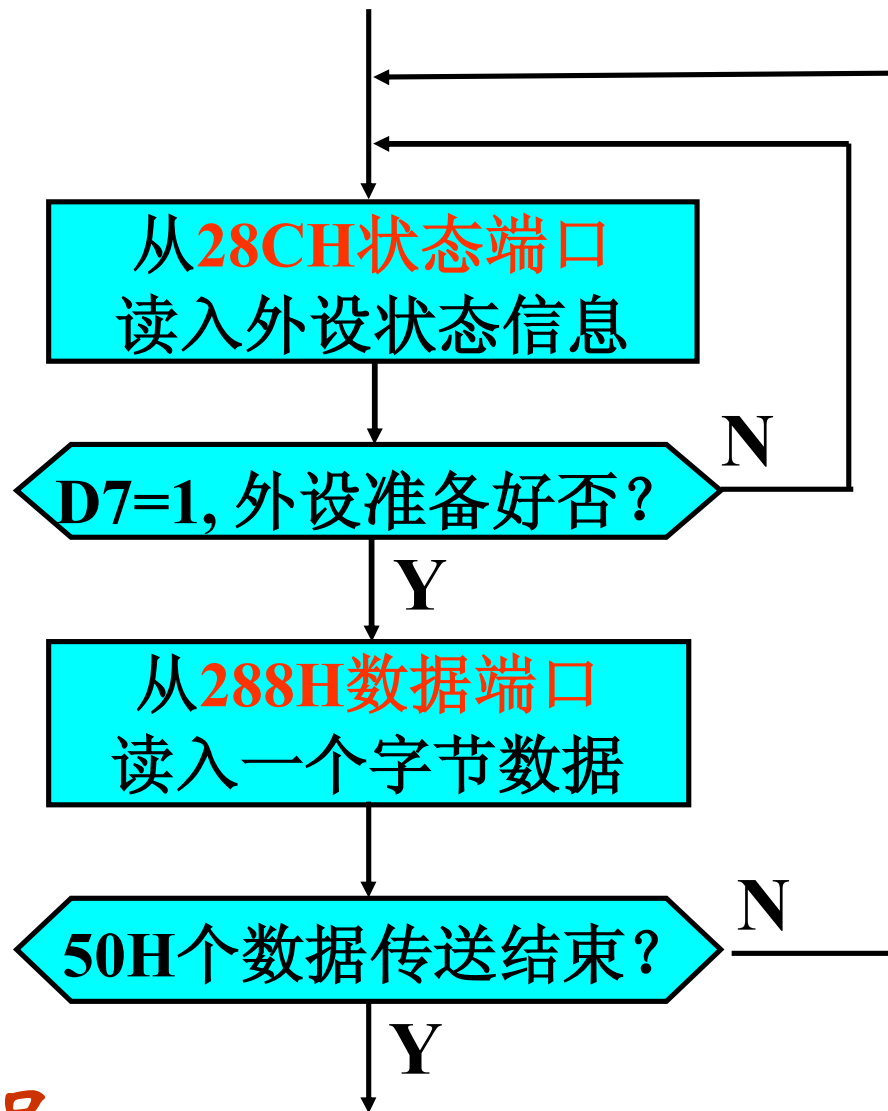 从28CH状态端口
读入外设状态信息
N
D7=1, 外设准备好否？
Y
从288H数据端口
读入一个字节数据
N
50H个数据传送结束？
Y